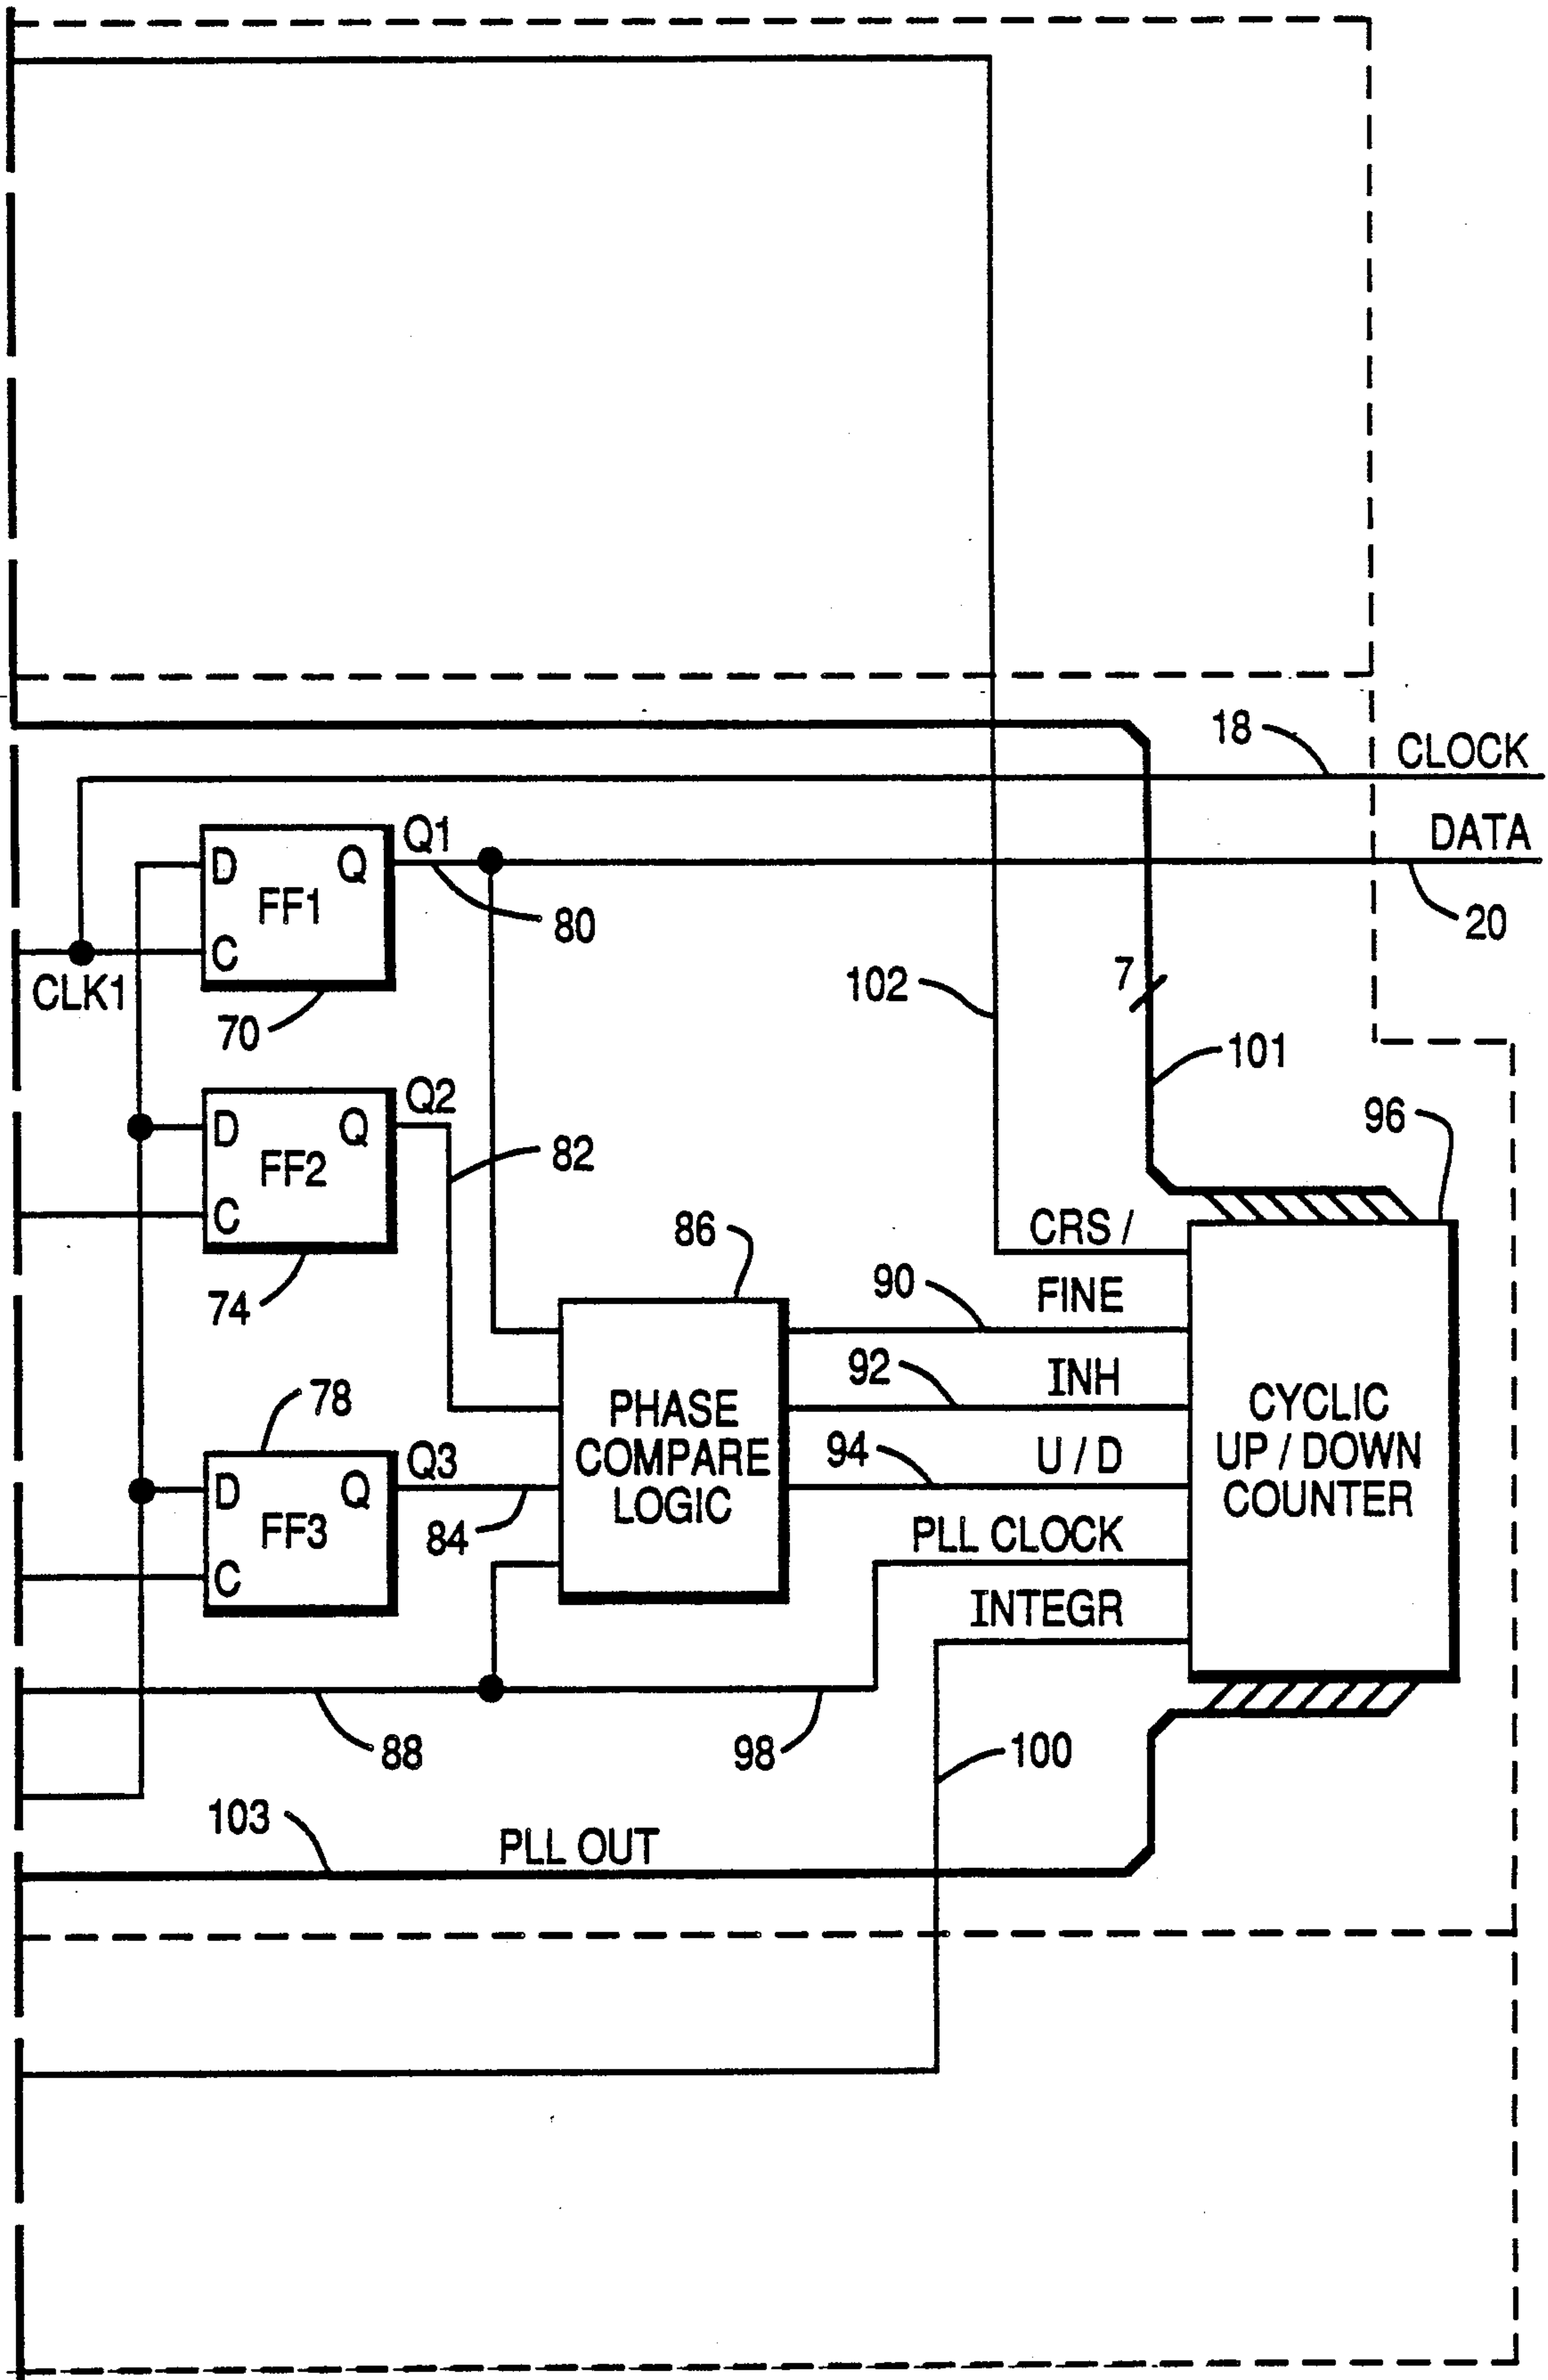 18
CLOCK
DATA
20
Q1
D Q
FF1
C
80
CLK1
70
102
7
101
96
Q2
D Q
FF2
C
82
74
86
CRS /
90
FINE
92
INH
PHASE
COMPARE
LOGIC
CYCLIC
UP / DOWN
COUNTER
78
94
U / D
Q3
D Q
FF3
C
84
PLL CLOCK
INTEGR
88
98
100
103
PLL OUT